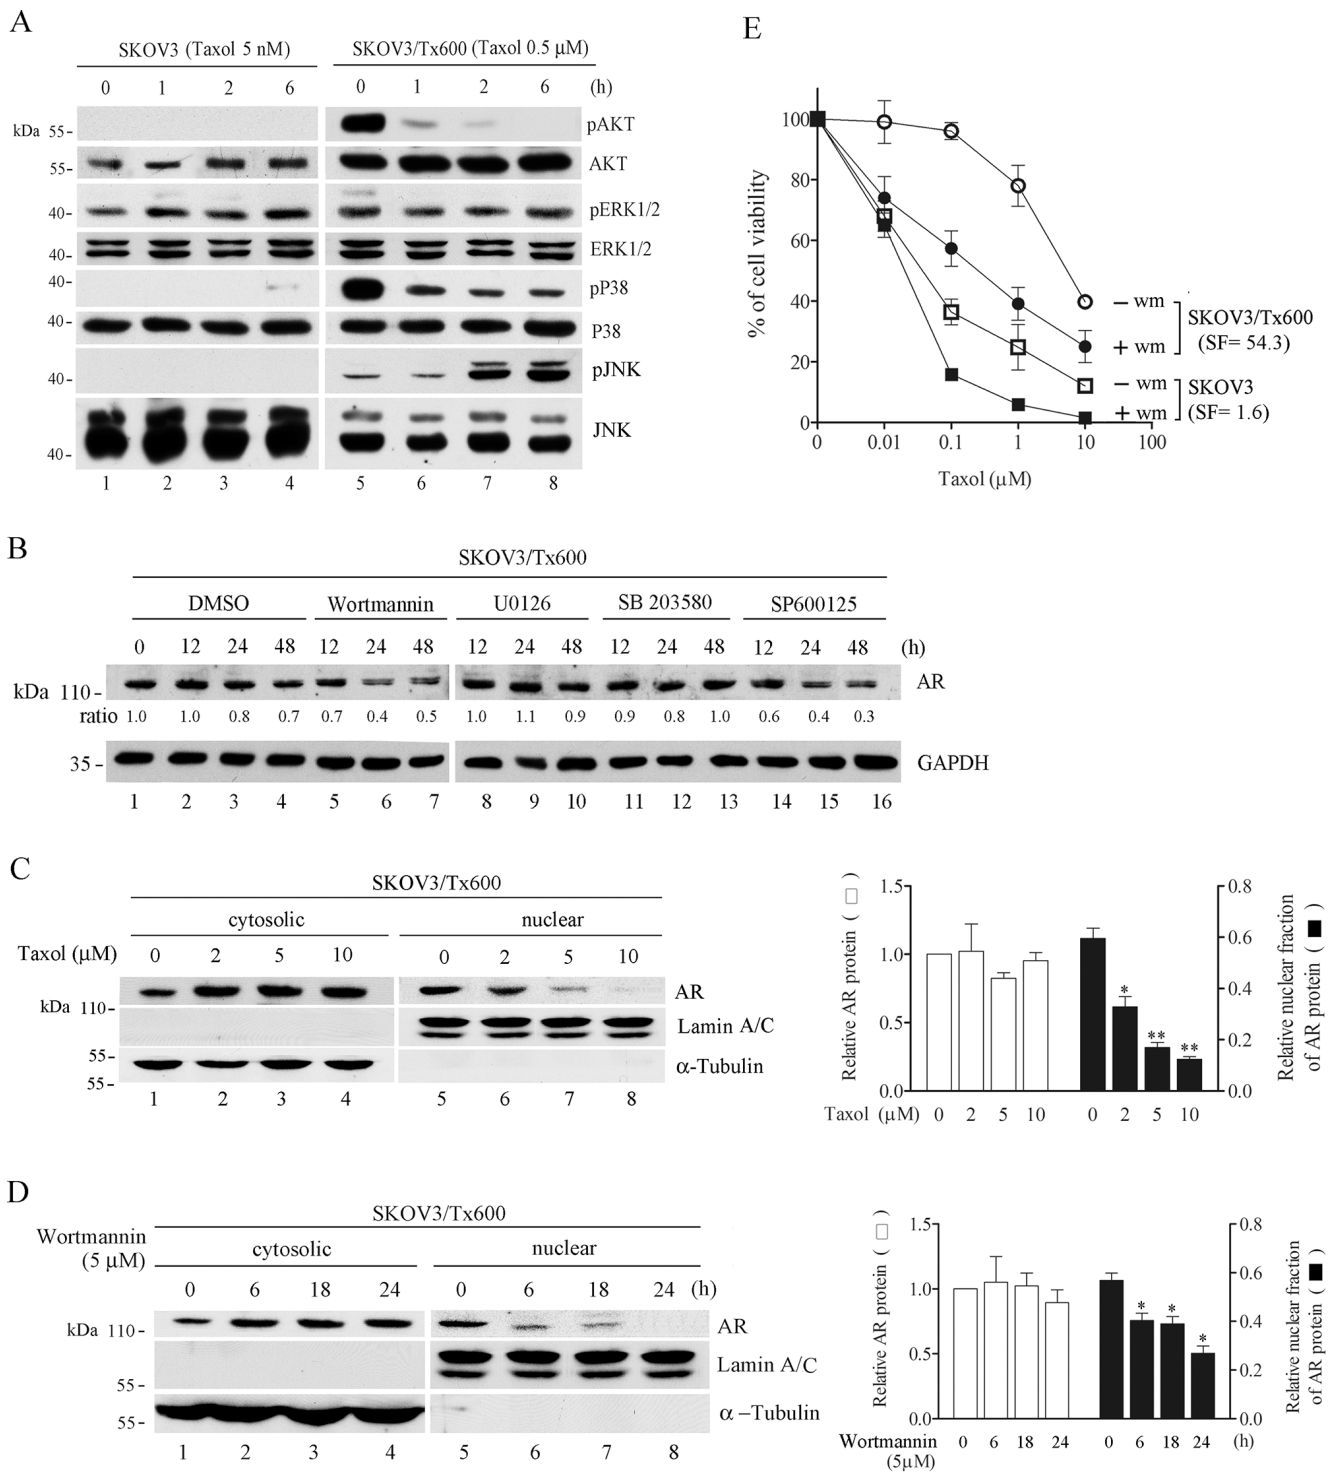 A
SKOV3 (Taxol 5 nM)
SKOV3/Tx600 (Taxol 0.5 μM)
0 1 2 6 0 1 2 6 (h)
kDa 55- pAKT
55- AKT
40- pERK1/2
40- ERK1/2
40- pP38
40- P38
40- pJNK
40- JNK
1 2 3 4 5 6 7 8
E
% of cell viability
100
80
60
40
20
0
0 0.01 0.1 1 10 100
Taxol (μM)
− wm
+ wm
SKOV3/Tx600
(SF= 54.3)
− wm
+ wm
SKOV3
(SF= 1.6)
B
SKOV3/Tx600
DMSO Wortmannin U0126 SB 203580 SP600125
0 12 24 48 12 24 48 12 24 48 12 24 48 12 24 48 (h)
kDa 110- AR
ratio 1.0 1.0 0.8 0.7 0.7 0.4 0.5 1.0 1.1 0.9 0.9 0.8 1.0 0.6 0.4 0.3
35- GAPDH
1 2 3 4 5 6 7 8 9 10 11 12 13 14 15 16
C
SKOV3/Tx600
cytosolic nuclear
Taxol (μM) 0 2 5 10 0 2 5 10
AR
kDa 110-
Lamin A/C
55-
α-Tubulin
55-
1 2 3 4 5 6 7 8
Relative AR protein ( )
1.5
1.0
0.5
0.0
* ** **
0.8
0.6
0.4
0.2
0.0
Relative nuclear fraction
of AR protein ( )
Taxol (μM) 0 2 5 10 0 2 5 10
D
SKOV3/Tx600
Wortmannin
(5 μM)
cytosolic nuclear
0 6 18 24 0 6 18 24 (h)
kDa 110- AR
Lamin A/C
55-
55- α–Tubulin
1 2 3 4 5 6 7 8
Relative AR protein ( )
1.5
1.0
0.5
0.0
* * *
0.8
0.6
0.4
0.2
0.0
Relative nuclear fraction
of AR protein ( )
Wortmannin 0 6 18 24 0 6 18 24 (h)
(5μM)